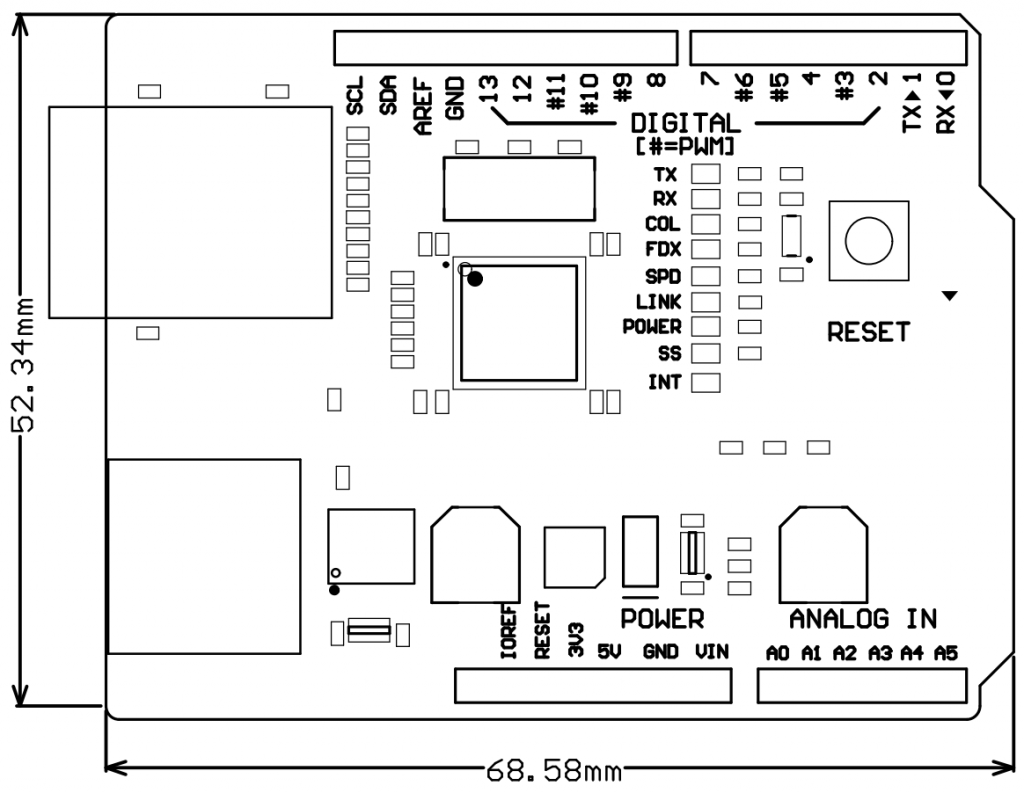 SCL SDA AREF GND 13 12 #11 #10 #9 8 7 #6 #5 4 #3 2 TX▶1 RX◀0
DIGITAL
[#=PWM]
TX
RX
COL
FDX
SPD
LINK
POWER
SS
INT
RESET
52.34mm
POWER
ANALOG IN
IOREF RESET 3V3 5V GND VIN
A0 A1 A2 A3 A4 A5
68.58mm